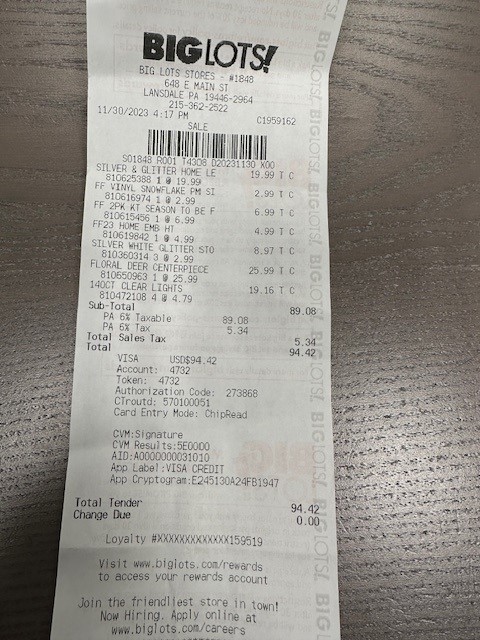 BIG LOTS!
BIG LOTS STORES - #1848
648 E MAIN ST
LANSDALE PA 19446-2964
215-362-2522
11/30/2023 4:17 PM C1959162
SALE
S01848 R001 T4308 D20231130 X00
SILVER & GLITTER HOME LE 19.99 T C
810625388 1 @ 19.99
FF VINYL SNOWFLAKE PM SI 2.99 T C
810616974 1 @ 2.99
FF 2PK KT SEASON TO BE F 6.99 T C
810615456 1 @ 6.99
FF23 HOME EMB HT 4.99 T C
810619842 1 @ 4.99
SILVER WHITE GLITTER STO 8.97 T C
810360314 3 @ 2.99
FLORAL DEER CENTERPIECE 25.99 T C
810650963 1 @ 25.99
140CT CLEAR LIGHTS 19.16 T C
810472108 4 @ 4.79
Sub-Total 89.08
PA 6% Taxable 89.08
PA 6% Tax 5.34
Total Sales Tax 5.34
Total 94.42
VISA USD$94.42
Account: 4732
Token: 4732
Authorization Code: 273868
CTroutd: 570100051
Card Entry Mode: ChipRead
CVM:Signature
CVM Results:5E0000
AID:A0000000031010
App Label:VISA CREDIT
App Cryptogram:E245130A24FB1947
Total Tender 94.42
Change Due 0.00
Loyalty #XXXXXXXXXXXXX159519
Visit www.biglots.com/rewards
to access your rewards account
Join the friendliest store in town!
Now Hiring. Apply online at
www.biglots.com/careers